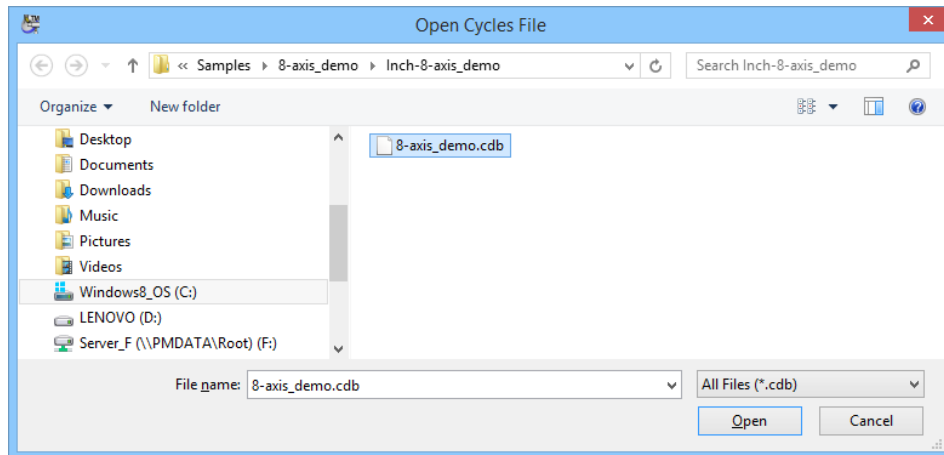 Open Cycles File
« Samples 8-axis_demo Inch-8-axis_demo Search Inch-8-axis_demo
Organize New folder
Desktop 8-axis_demo.cdb
Documents
Downloads
Music
Pictures
Videos
Windows8_OS (C:)
LENOVO (D:)
Server_F (\\PMDATA\Root) (F:)
File name: 8-axis_demo.cdb All Files (*.cdb)
Open Cancel